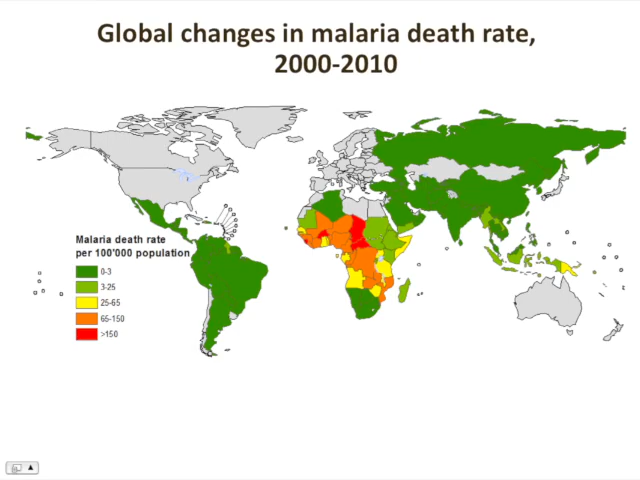 Global changes in malaria death rate,
2000-2010
Malaria death rate
per 100'000 population
0-3
3-25
25-65
65-150
>150